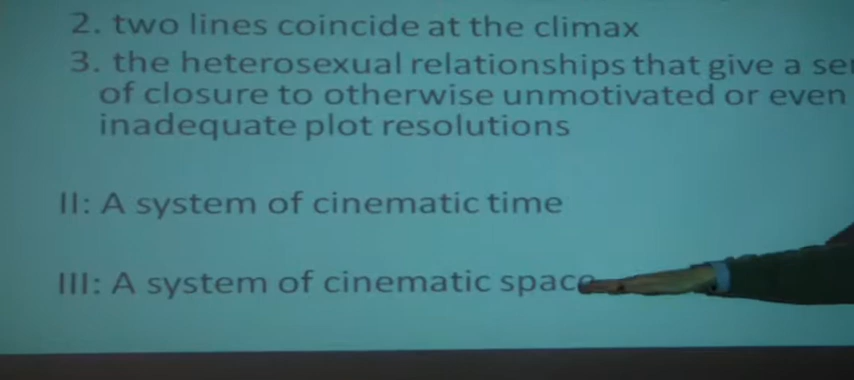 2. two lines coincide at the climax
3. the heterosexual relationships that give a
of closure to otherwise unmotivated or even
inadequate plot resolutions
II: A system of cinematic time
III: A system of cinematic space